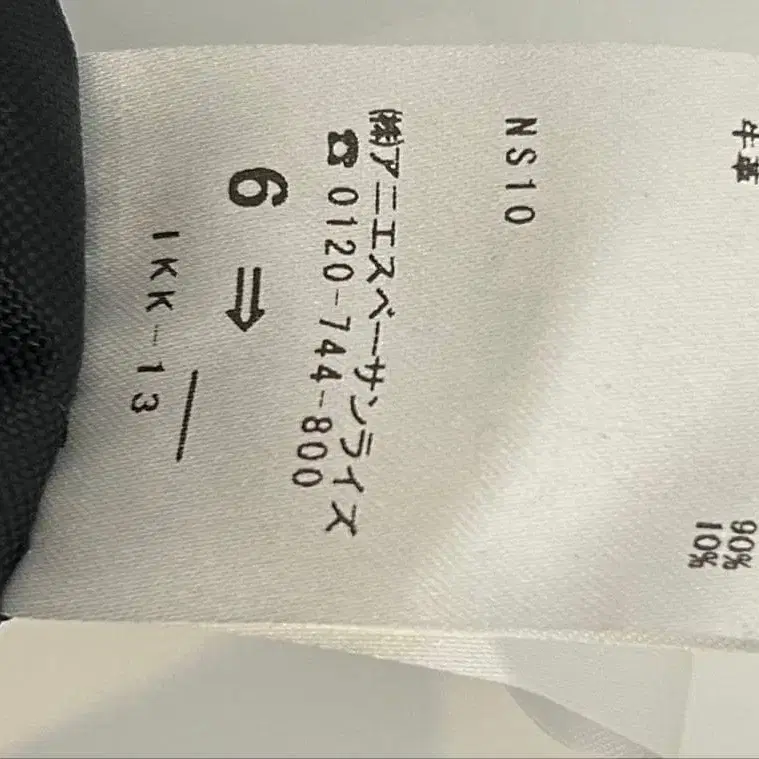 90%
牛革 10%
NS10
㈱アニエスベーサンライズ
☎0120-744-800
6⇒
IKK-13